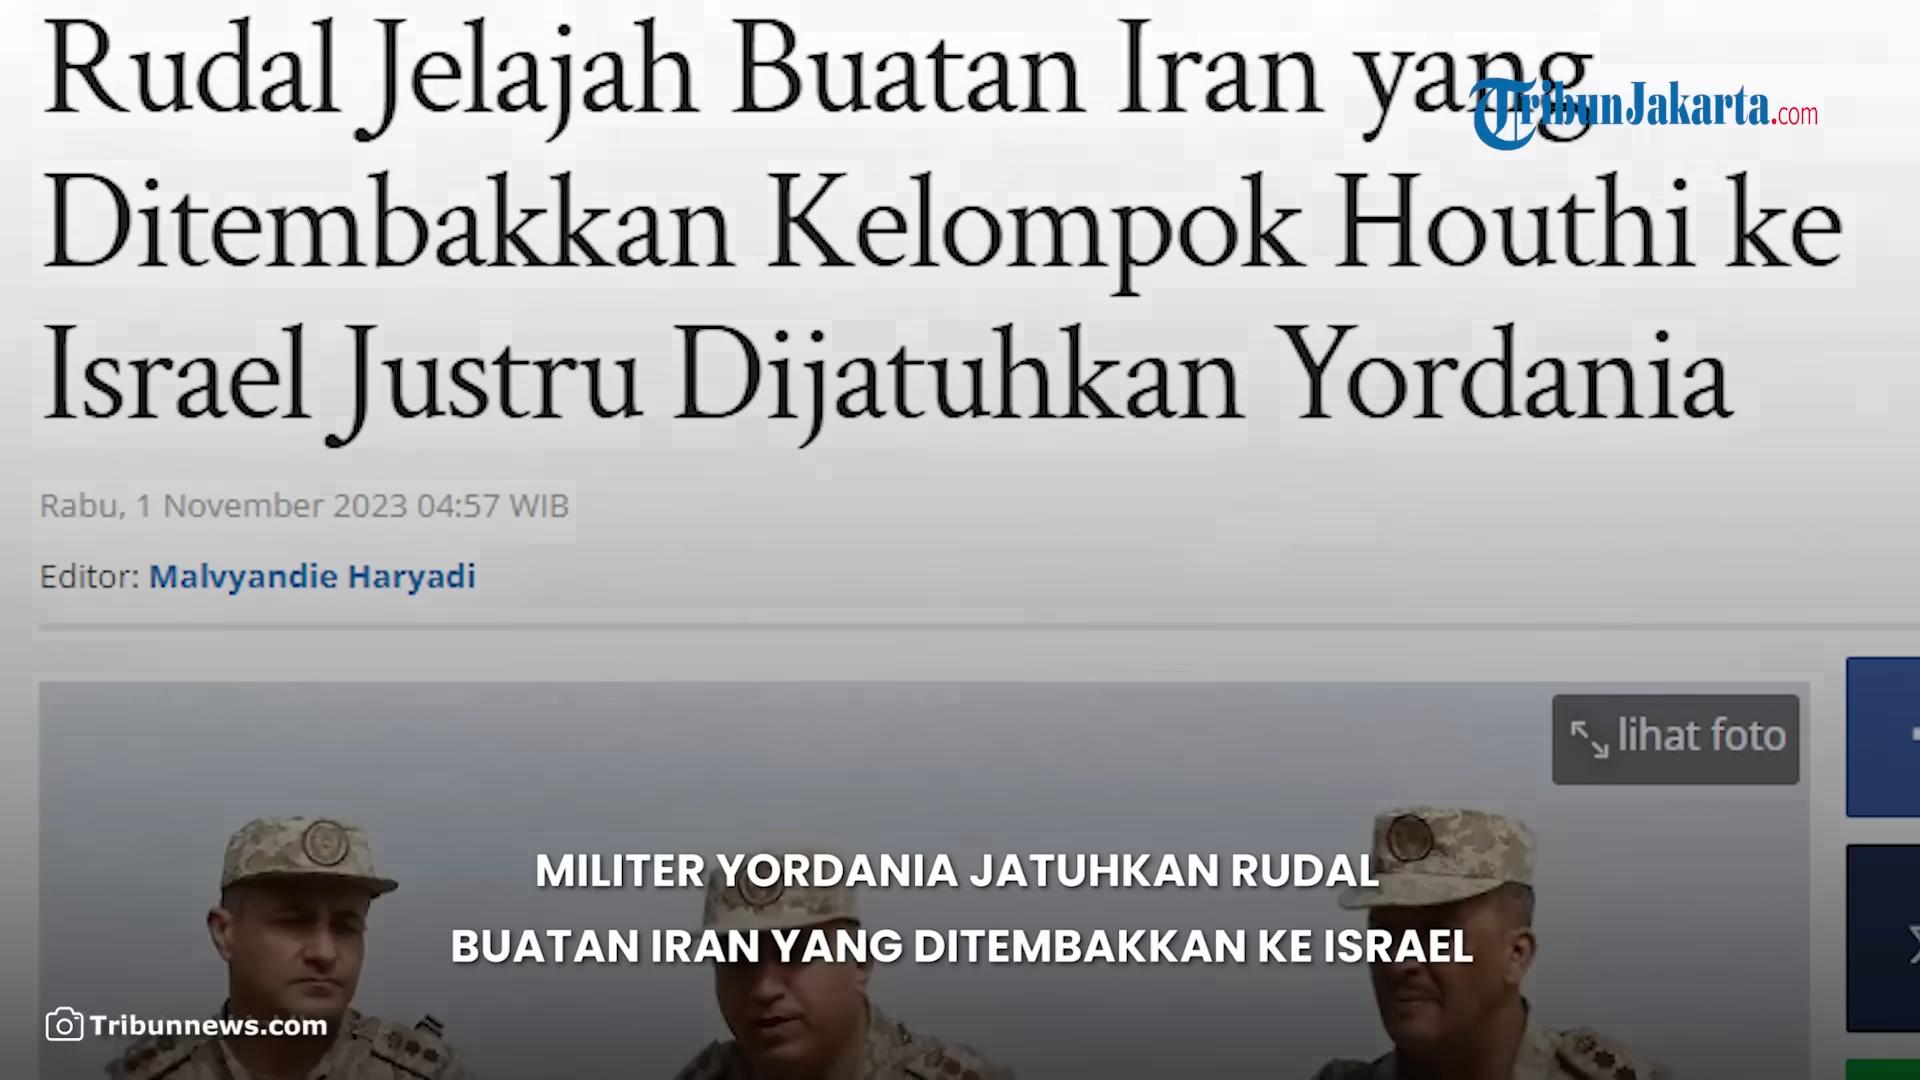 Rudal Jelajah Buatan Iran yang
TribunJakarta.com
Ditembakkan Kelompok Houthi ke
Israel Justru Dijatuhkan Yordania
Rabu, 1 November 2023 04:57 WIB
Editor: Malvyandie Haryadi
lihat foto
MILITER YORDANIA JATUHKAN RUDAL
BUATAN IRAN YANG DITEMBAKKAN KE ISRAEL
Tribunnews.com